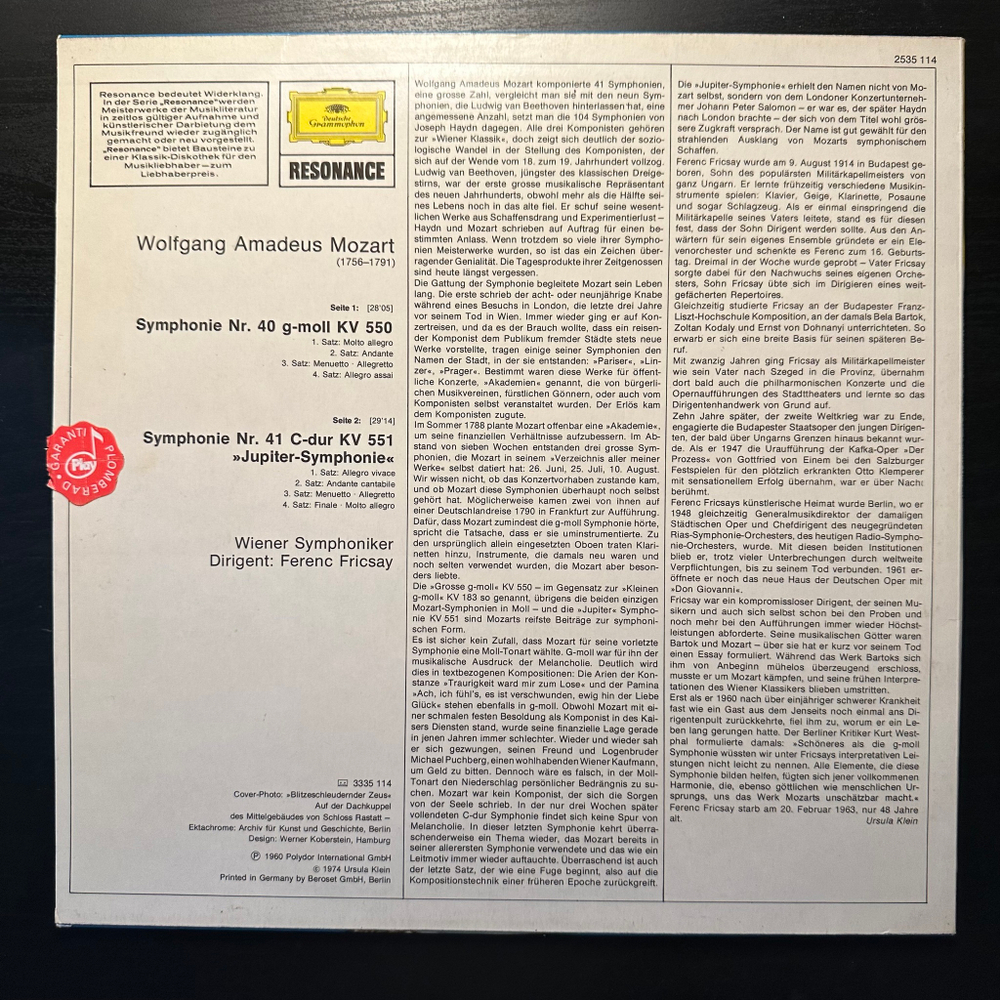 2535 114
Resonance bedeutet Widerklang.
In der Serie „Resonance“werden
Meisterwerke der Musikliteratur
in zeitlos gültiger Aufnahme und
künstlerischer Darbietung dem
Musikfreund wieder zugänglich
gemacht oder neu vorgestellt.
„Resonance“ bietet Bausteine zu
einer Klassik-Diskothek für den
Musikliebhaber—zum
Liebhaberpreis.
Deutsche
Grammophon
RESONANCE
Wolfgang Amadeus Mozart
(1756–1791)
Seite 1: [28'05]
Symphonie Nr. 40 g-moll KV 550
1. Satz: Molto allegro
2. Satz: Andante
3. Satz: Menuetto · Allegretto
4. Satz: Allegro assai
Seite 2: [29'14]
Symphonie Nr. 41 C-dur KV 551
»Jupiter-Symphonie«
1. Satz: Allegro vivace
2. Satz: Andante cantabile
3. Satz: Menuetto · Allegretto
4. Satz: Finale · Molto allegro
GARANTI
Play
PLOMBERAD
Wiener Symphoniker
Dirigent: Ferenc Fricsay
3335 114
Cover-Photo: »Blitzeschleudernder Zeus«
Auf der Dachkuppel
des Mittelgebäudes von Schloss Rastatt –
Ektachrome: Archiv für Kunst und Geschichte, Berlin
Design: Werner Koberstein, Hamburg
Ⓟ 1960 Polydor International GmbH
© 1974 Ursula Klein
Printed in Germany by Beroset GmbH, Berlin
Wolfgang Amadeus Mozart komponierte 41 Symphonien,
eine grosse Zahl, vergleicht man sie mit den neun Sym-
phonien, die Ludwig van Beethoven hinterlassen hat, eine
angemessene Anzahl, setzt man die 104 Symphonien von
Joseph Haydn dagegen. Alle drei Komponisten gehören
zur »Wiener Klassik«, doch zeigt sich deutlich der sozio-
logische Wandel in der Stellung des Komponisten, der
sich auf der Wende vom 18. zum 19. Jahrhundert vollzog.
Ludwig van Beethoven, jüngster des klassischen Dreige-
stirns, war der erste grosse musikalische Repräsentant
des neuen Jahrhunderts, obwohl mehr als die Hälfte sei-
nes Lebens noch in das alte fiel. Er schuf seine wesent-
lichen Werke aus Schaffensdrang und Experimentierlust –
Haydn und Mozart schrieben auf Auftrag für einen be-
stimmten Anlass. Wenn trotzdem so viele ihrer Sympho-
nien Meisterwerke wurden, so ist das ein Zeichen über-
ragender Genialität. Die Tagesprodukte ihrer Zeitgenossen
sind heute längst vergessen.
Die Gattung der Symphonie begleitete Mozart sein Leben
lang. Die erste schrieb der acht- oder neunjährige Knabe
während eines Besuchs in London, die letzte drei Jahre
vor seinem Tod in Wien. Immer wieder ging er auf Kon-
zertreisen, und da es der Brauch wollte, dass ein reisen-
der Komponist dem Publikum fremder Städte stets neue
Werke vorstellte, tragen einige seiner Symphonien den
Namen der Stadt, in der sie entstanden: »Pariser«, »Lin-
zer«, »Prager«. Bestimmt waren diese Werke für öffent-
liche Konzerte, »Akademien« genannt, die von bürgerli-
chen Musikvereinen, fürstlichen Gönnern, oder auch vom
Komponisten selbst veranstaltet wurden. Der Erlös kam
dem Komponisten zugute.
Im Sommer 1788 plante Mozart offenbar eine »Akademie«,
um seine finanziellen Verhältnisse aufzubessern. Im Ab-
stand von sieben Wochen entstanden drei grosse Sym-
phonien, die Mozart in seinem »Verzeichnis aller meiner
Werke« selbst datiert hat: 26. Juni, 25. Juli, 10. August.
Wir wissen nicht, ob das Konzertvorhaben zustande kam,
und ob Mozart diese Symphonien überhaupt noch selbst
gehört hat. Möglicherweise kamen zwei von ihnen auf
einer Deutschlandreise 1790 in Frankfurt zur Aufführung.
Dafür, dass Mozart zumindest die g-moll Symphonie hörte,
spricht die Tatsache, dass er sie uminstrumentierte. Zu
den ursprünglich allein eingesetzten Oboen traten Klari-
netten hinzu, Instrumente, die damals neu waren und
noch selten verwendet wurden, die Mozart aber beson-
ders liebte.
Die »Grosse g-moll« KV 550 – im Gegensatz zur »Kleinen
g-moll« KV 183 so genannt, übrigens die beiden einzigen
Mozart-Symphonien in Moll – und die »Jupiter« Sympho-
nie KV 551 sind Mozarts reifste Beiträge zur symphoni-
schen Form.
Es ist sicher kein Zufall, dass Mozart für seine vorletzte
Symphonie eine Moll-Tonart wählte. G-moll war für ihn der
musikalische Ausdruck der Melancholie. Deutlich wird
dies in textbezogenen Kompositionen: Die Arien der Kon-
stanze »Traurigkeit ward mir zum Lose« und der Pamina
»Ach, ich fühl's, es ist verschwunden, ewig hin der Liebe
Glück« stehen ebenfalls in g-moll. Obwohl Mozart mit ei-
ner schmalen festen Besoldung als Komponist in des Kai-
sers Diensten stand, wurde seine finanzielle Lage gerade
in jenen Jahren immer schlechter. Wieder und wieder sah
er sich gezwungen, seinen Freund und Logenbruder
Michael Puchberg, einen wohlhabenden Wiener Kaufmann,
um Geld zu bitten. Dennoch wäre es falsch, in der Moll-
Tonart den Niederschlag persönlicher Bedrängnis zu su-
chen. Mozart war kein Komponist, der sich die Sorgen
von der Seele schrieb. In der nur drei Wochen später
vollendeten C-dur Symphonie findet sich keine Spur von
Melancholie. In dieser letzten Symphonie kehrt überra-
schenderweise ein Thema wieder, das Mozart bereits in
seiner allerersten Symphonie verwendete und das wie ein
Leitmotiv immer wieder auftauchte. Überraschend ist auch
der letzte Satz, der wie eine Fuge beginnt, also auf die
Kompositionstechnik einer früheren Epoche zurückgreift.
Die »Jupiter-Symphonie« erhielt den Namen nicht von Mo-
zart selbst, sondern von dem Londoner Konzertunterneh-
mer Johann Peter Salomon – er war es, der später Haydn
nach London brachte – der sich von dem Titel wohl grös-
sere Zugkraft versprach. Der Name ist gut gewählt für den
strahlenden Ausklang von Mozarts symphonischem
Schaffen.
Ferenc Fricsay wurde am 9. August 1914 in Budapest ge-
boren, Sohn des populärsten Militärkapellmeisters von
ganz Ungarn. Er lernte frühzeitig verschiedene Musikin-
strumente spielen: Klavier, Geige, Klarinette, Posaune
und sogar Schlagzeug. Als er einmal einspringend die
Militärkapelle seines Vaters leitete, stand es für diesen
fest, dass der Sohn Dirigent werden sollte. Aus den An-
wärtern für sein eigenes Ensemble gründete er ein Ele-
venorchester und schenkte es Ferenc zum 16. Geburts-
tag. Dreimal in der Woche wurde geprobt – Vater Fricsay
sorgte dabei für den Nachwuchs seines eigenen Orche-
sters, Sohn Fricsay übte sich im Dirigieren eines weit-
gefächerten Repertoires.
Gleichzeitig studierte Fricsay an der Budapester Franz-
Liszt-Hochschule Komposition, an der damals Bela Bartok,
Zoltan Kodaly und Ernst von Dohnanyi unterrichteten. So
erwarb er sich eine breite Basis für seinen späteren Be-
ruf.
Mit zwanzig Jahren ging Fricsay als Militärkapellmeister
wie sein Vater nach Szeged in die Provinz, übernahm
dort bald auch die philharmonischen Konzerte und die
Opernaufführungen des Stadttheaters und lernte so das
Dirigentenhandwerk von Grund auf.
Zehn Jahre später, der zweite Weltkrieg war zu Ende,
engagierte die Budapester Staatsoper den jungen Dirigen-
ten, der bald über Ungarns Grenzen hinaus bekannt wur-
de. Als er 1947 die Uraufführung der Kafka-Oper »Der
Prozess« von Gottfried von Einem bei den Salzburger
Festspielen für den plötzlich erkrankten Otto Klemperer
mit sensationellem Erfolg übernahm, war er über Nacht
berühmt.
Ferenc Fricsays künstlerische Heimat wurde Berlin, wo er
1948 gleichzeitig Generalmusikdirektor der damaligen
Städtischen Oper und Chefdirigent des neugegründeten
Rias-Symphonie-Orchesters, des heutigen Radio-Sympho-
nie-Orchesters, wurde. Mit diesen beiden Institutionen
blieb er, trotz vieler Unterbrechungen durch weltweite
Verpflichtungen, bis zu seinem Tod verbunden. 1961 er-
öffnete er noch das neue Haus der Deutschen Oper mit
»Don Giovanni«.
Fricsay war ein kompromissloser Dirigent, der seinen Mu-
sikern und auch sich selbst schon bei den Proben und
noch mehr bei den Aufführungen immer wieder Höchst-
leistungen abforderte. Seine musikalischen Götter waren
Bartok und Mozart – über sie hat er kurz vor seinem Tod
einen Essay formuliert. Während das Werk Bartoks sich
ihm von Anbeginn mühelos überzeugend erschloss,
musste er um Mozart kämpfen, und seine frühen Interpre-
tationen des Wiener Klassikers blieben umstritten.
Erst als er 1960 nach über einjähriger schwerer Krankheit
fast wie ein Gast aus dem Jenseits noch einmal ans Di-
rigentenpult zurückkehrte, fiel ihm zu, worum er ein Le-
ben lang gerungen hatte. Der Berliner Kritiker Kurt West-
phal formulierte damals: »Schöneres als die g-moll
Symphonie wüssten wir unter Fricsays interpretativen Lei-
stungen nicht leicht zu nennen. Alle Elemente, die diese
Symphonie bilden helfen, fügten sich jener vollkommenen
Harmonie, die, ebenso göttlichen wie menschlichen Ur-
sprungs, uns das Werk Mozarts unschätzbar macht.«
Ferenc Fricsay starb am 20. Februar 1963, nur 48 Jahre
alt.
Ursula Klein